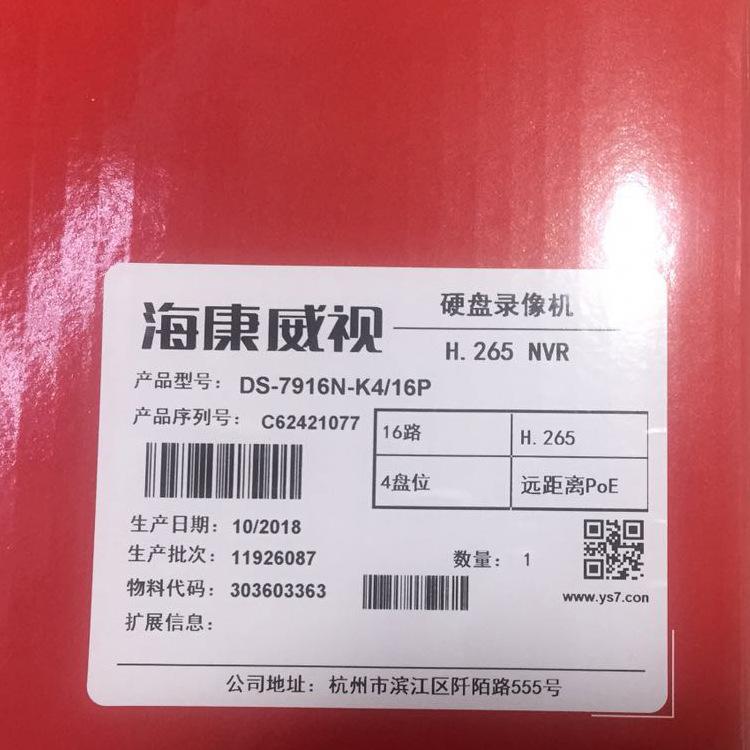 海康威视
硬盘录像机
H.265 NVR
产品型号: DS-7916N-K4/16P
产品序列号: C62421077
16路 H.265
4盘位 远距离PoE
生产日期: 10/2018
生产批次: 11926087
数量: 1
物料代码: 303603363
www.ys7.con
扩展信息:
公司地址: 杭州市滨江区阡陌路555号